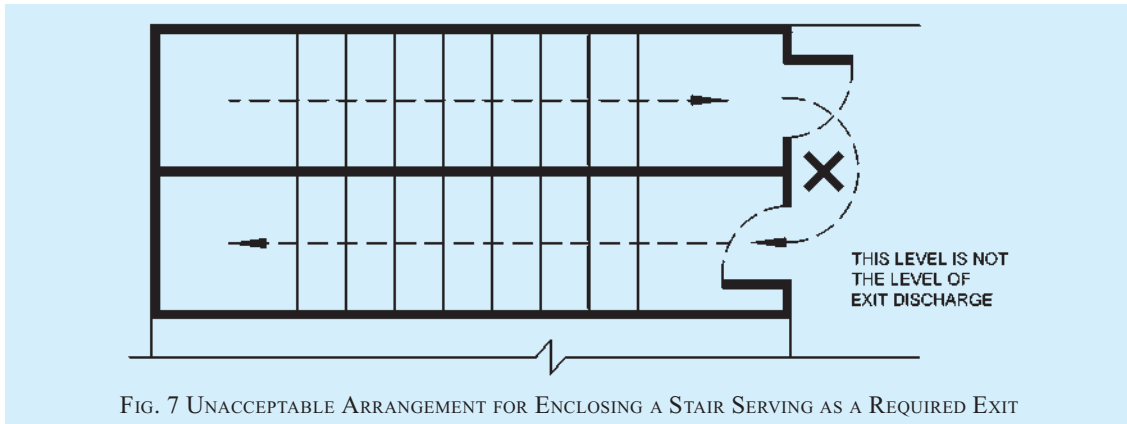 THIS LEVEL IS NOT
THE LEVEL OF
EXIT DISCHARGE
FIG. 7 UNACCEPTABLE ARRANGEMENT FOR ENCLOSING A STAIR SERVING AS A REQUIRED EXIT